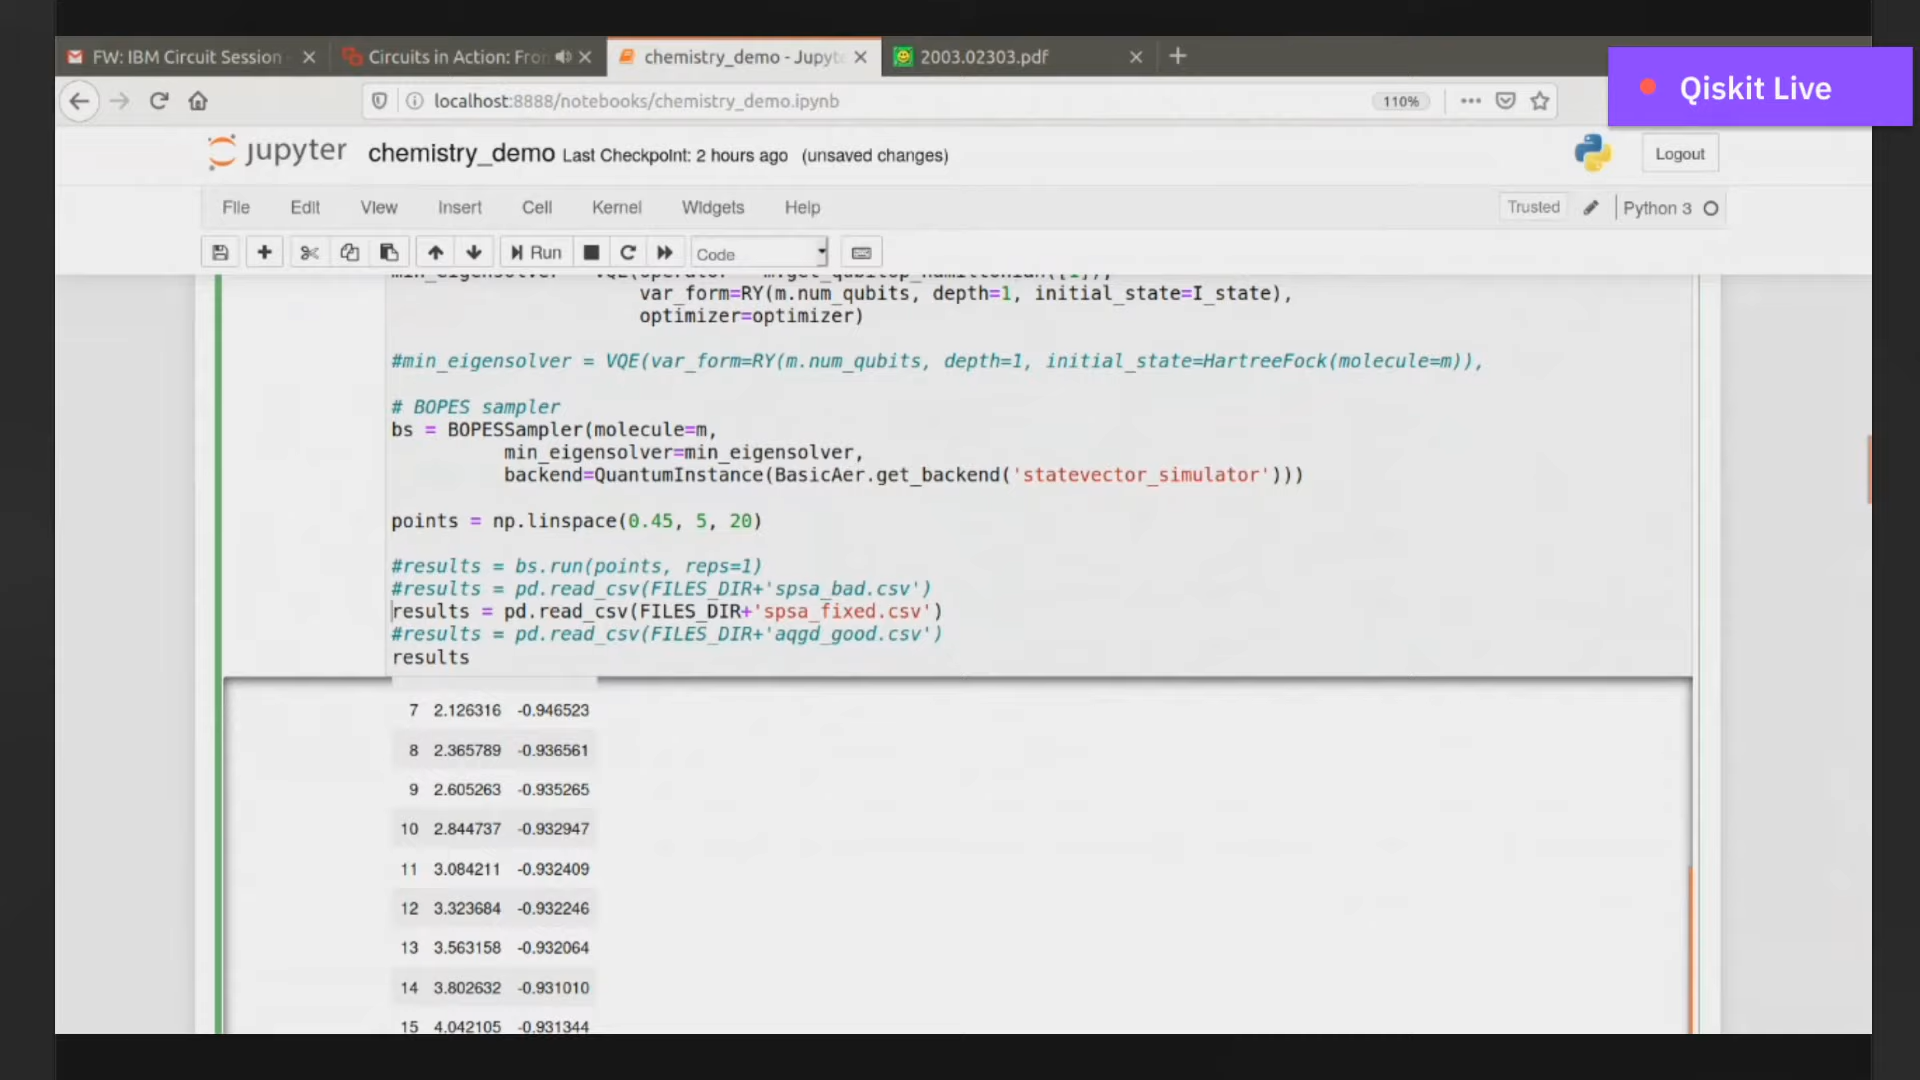 FW: IBM Circuit Session
Circuits in Action: Fron
chemistry_demo - Jupyte
2003.02303.pdf
Qiskit Live
localhost:8888/notebooks/chemistry_demo.ipynb
110%
jupyter chemistry_demo Last Checkpoint: 2 hours ago (unsaved changes)
Logout
File Edit View Insert Cell Kernel Widgets Help
Trusted
Python 3
Run
Code
min_eigensolver = VQE(operator = m.get_qubitop_hamiltonian([1]),
var_form=RY(m.num_qubits, depth=1, initial_state=I_state),
optimizer=optimizer)
#min_eigensolver = VQE(var_form=RY(m.num_qubits, depth=1, initial_state=HartreeFock(molecule=m)),
# BOPES sampler
bs = BOPESSampler(molecule=m,
min_eigensolver=min_eigensolver,
backend=QuantumInstance(BasicAer.get_backend('statevector_simulator')))
points = np.linspace(0.45, 5, 20)
#results = bs.run(points, reps=1)
#results = pd.read_csv(FILES_DIR+'spsa_bad.csv')
results = pd.read_csv(FILES_DIR+'spsa_fixed.csv')
#results = pd.read_csv(FILES_DIR+'aqgd_good.csv')
results
7 2.126316 -0.946523
8 2.365789 -0.936561
9 2.605263 -0.935265
10 2.844737 -0.932947
11 3.084211 -0.932409
12 3.323684 -0.932246
13 3.563158 -0.932064
14 3.802632 -0.931010
15 4.042105 -0.931344